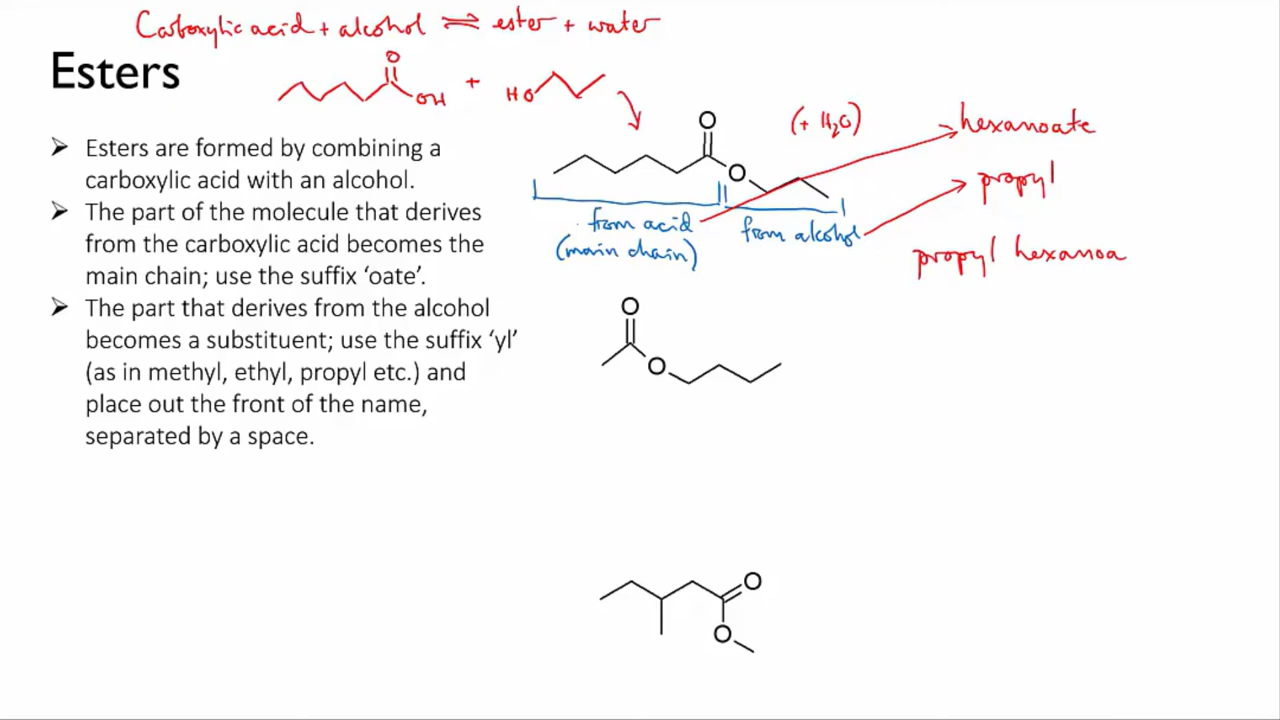 Carboxylic acid + alcohol ⇌ ester + water
Esters
O
OH
+
HO
➤ Esters are formed by combining a
carboxylic acid with an alcohol.
➤ The part of the molecule that derives
from the carboxylic acid becomes the
main chain; use the suffix ‘oate’.
➤ The part that derives from the alcohol
becomes a substituent; use the suffix ‘yl’
(as in methyl, ethyl, propyl etc.) and
place out the front of the name,
separated by a space.
O
O
(+ H₂O)
hexanoate
propyl
from acid
(main chain)
from alcohol
propyl hexanoa
O
O
O
O